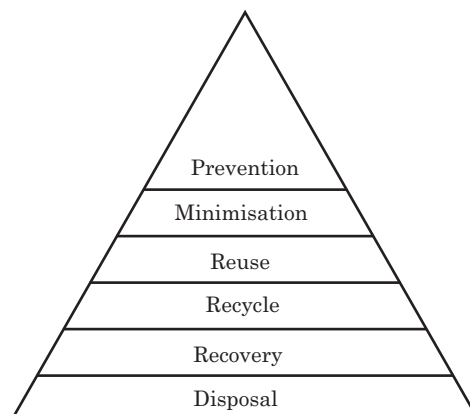 Prevention
Minimisation
Reuse
Recycle
Recovery
Disposal